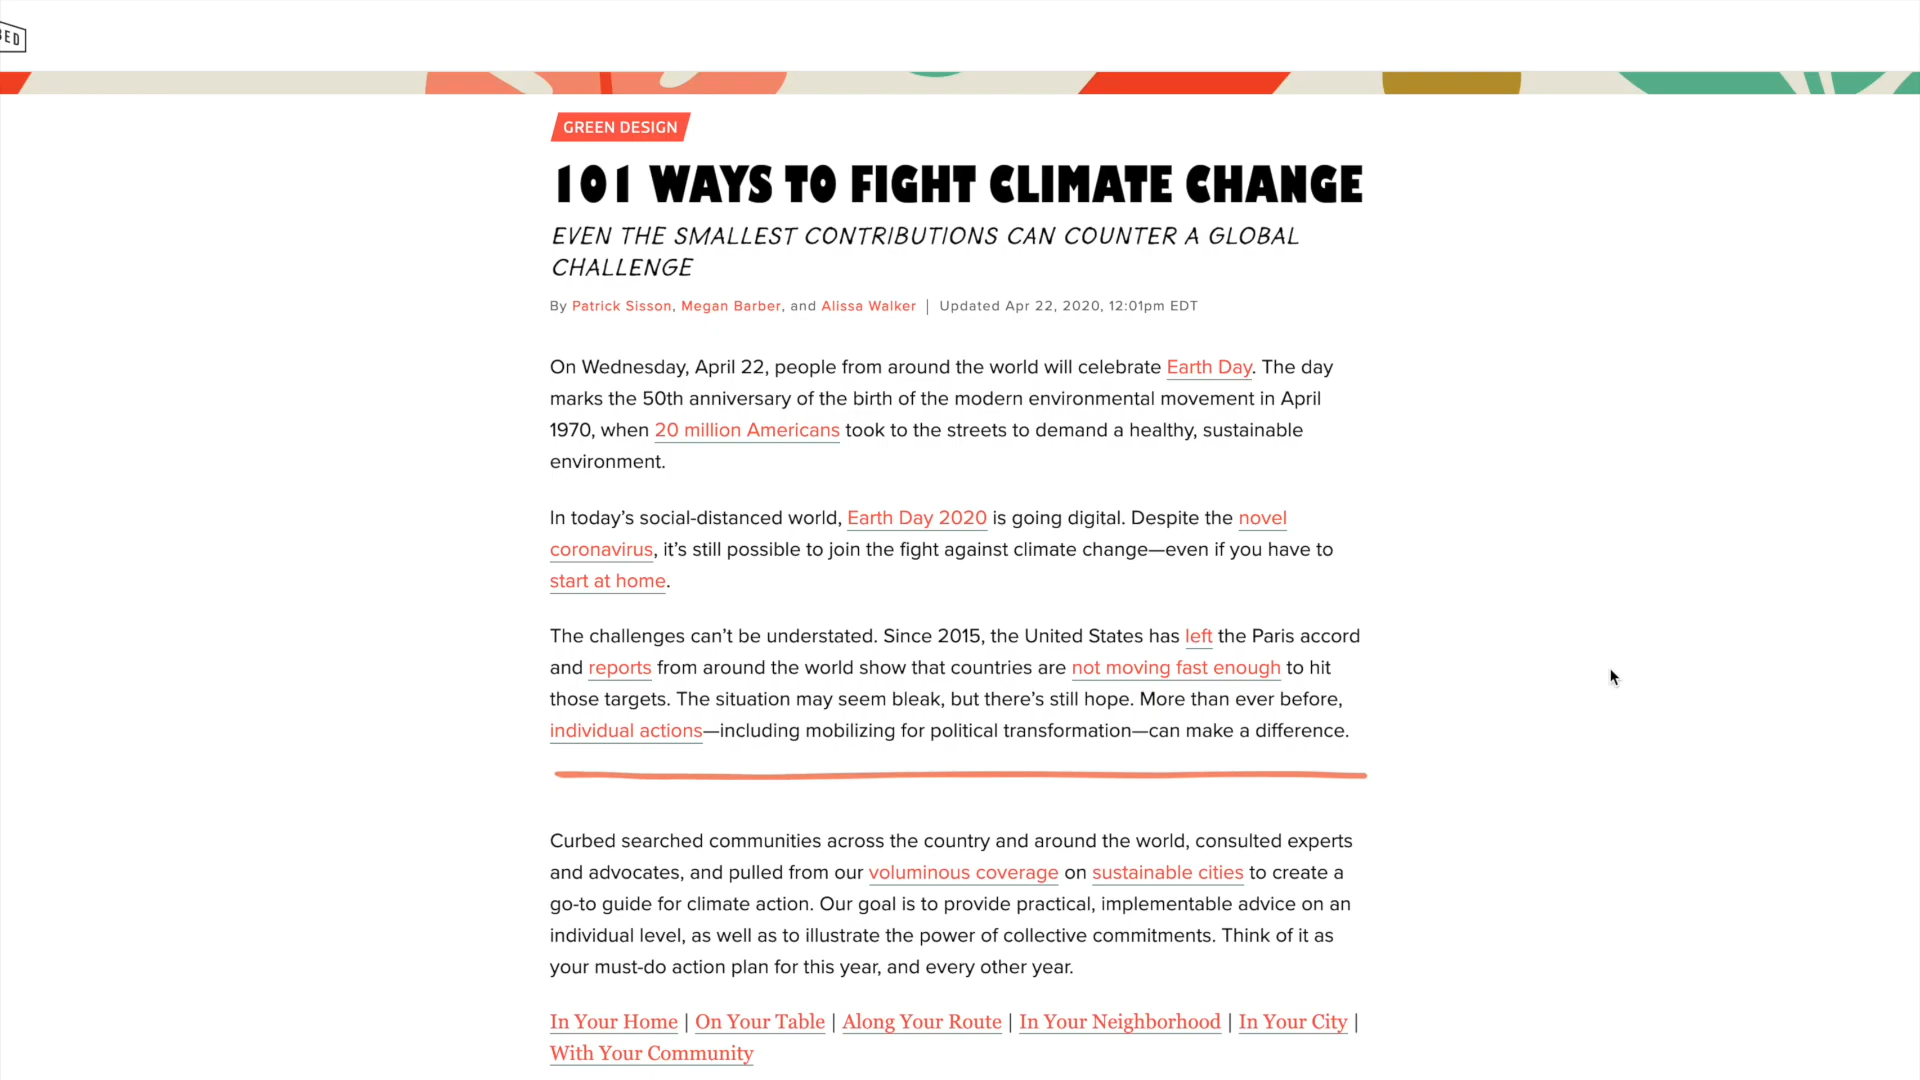 BED
GREEN DESIGN
101 WAYS TO FIGHT CLIMATE CHANGE
EVEN THE SMALLEST CONTRIBUTIONS CAN COUNTER A GLOBAL
CHALLENGE
By Patrick Sisson, Megan Barber, and Alissa Walker | Updated Apr 22, 2020, 12:01pm EDT
On Wednesday, April 22, people from around the world will celebrate Earth Day. The day
marks the 50th anniversary of the birth of the modern environmental movement in April
1970, when 20 million Americans took to the streets to demand a healthy, sustainable
environment.
In today’s social-distanced world, Earth Day 2020 is going digital. Despite the novel
coronavirus, it’s still possible to join the fight against climate change—even if you have to
start at home.
The challenges can’t be understated. Since 2015, the United States has left the Paris accord
and reports from around the world show that countries are not moving fast enough to hit
those targets. The situation may seem bleak, but there’s still hope. More than ever before,
individual actions—including mobilizing for political transformation—can make a difference.
Curbed searched communities across the country and around the world, consulted experts
and advocates, and pulled from our voluminous coverage on sustainable cities to create a
go-to guide for climate action. Our goal is to provide practical, implementable advice on an
individual level, as well as to illustrate the power of collective commitments. Think of it as
your must-do action plan for this year, and every other year.
In Your Home | On Your Table | Along Your Route | In Your Neighborhood | In Your City |
With Your Community